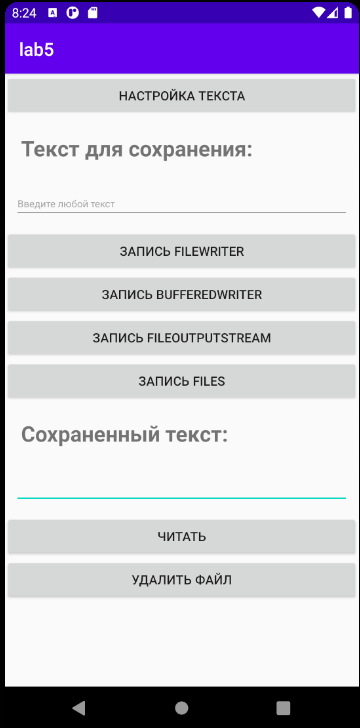 8:24
lab5
НАСТРОЙКА ТЕКСТА
Текст для сохранения:
Введите любой текст
ЗАПИСЬ FILEWRITER
ЗАПИСЬ BUFFEREDWRITER
ЗАПИСЬ FILEOUTPUTSTREAM
ЗАПИСЬ FILES
Сохраненный текст:
ЧИТАТЬ
УДАЛИТЬ ФАЙЛ